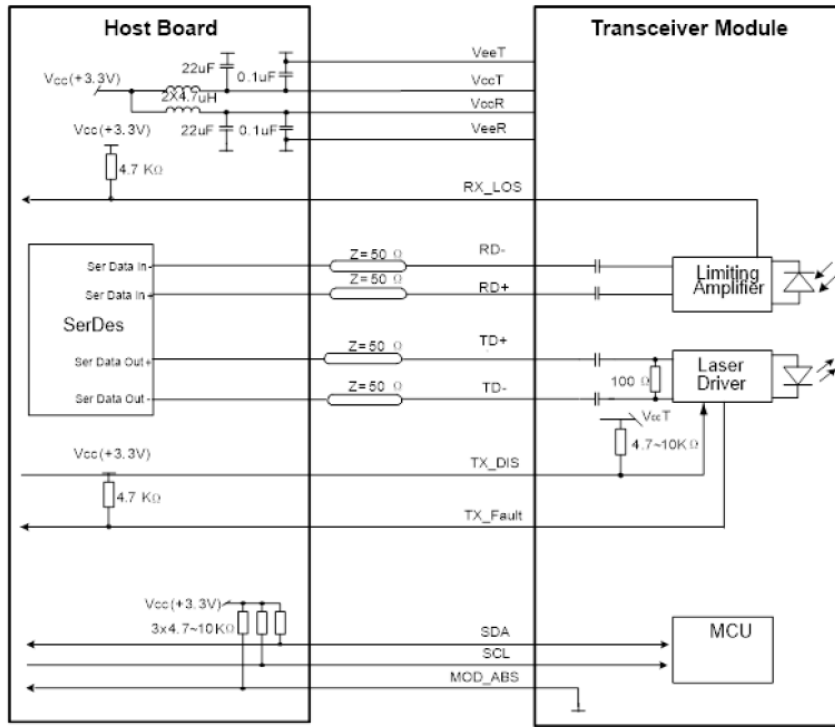 Host Board
Transceiver Module
VeeT
22uF
0.1uF
Vcc(+3.3V)
VccT
2X4.7uH
VccR
Vcc(+3.3V)
22uF
0.1uF
VeeR
4.7 KΩ
RX_LOS
Z=50 Ω
RD-
Ser Data In -
Z=50 Ω
Limiting
Amplifier
Ser Data In +
RD+
SerDes
TD+
Z=50 Ω
Ser Data Out +
Laser
Driver
Z=50 Ω
100 Ω
TD-
Ser Data Out -
VccT
4.7~10KΩ
Vcc(+3.3V)
TX_DIS
4.7 KΩ
TX_Fault
Vcc(+3.3V)
3x4.7~10KΩ
SDA
MCU
SCL
MOD_ABS